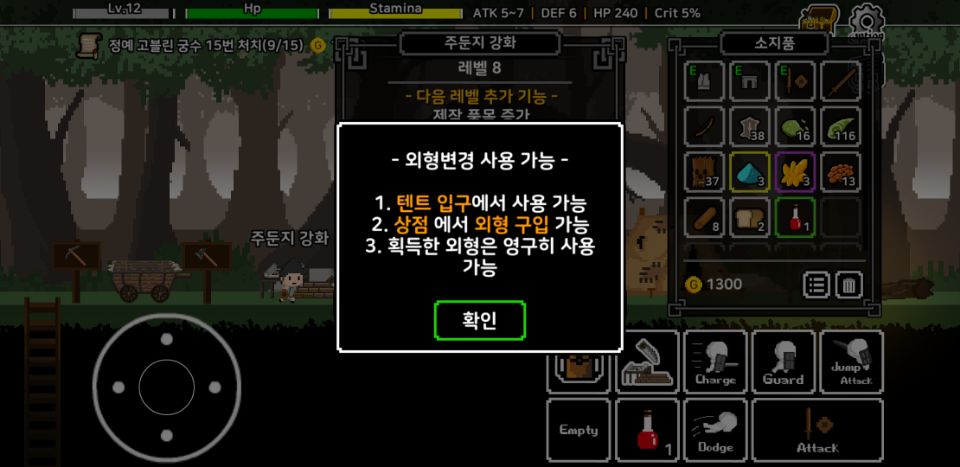 Lv.12
Hp
Stamina
ATK 5~7 | DEF 6 | HP 240 | Crit 5%
정예 고블린 궁수 15번 처치(9/15)
G
주둔지 강화
레벨 8
- 다음 레벨 추가 기능 -
제작 품목 증가
소지품
E
E
E
38
16
116
37
3
3
13
8
2
1
G 1300
주둔지 강화
- 외형변경 사용 가능 -
1. 텐트 입구에서 사용 가능
2. 상점 에서 외형 구입 가능
3. 획득한 외형은 영구히 사용
가능
확인
Charge
Guard
Jump
Attack
Empty
1
Dodge
Attack